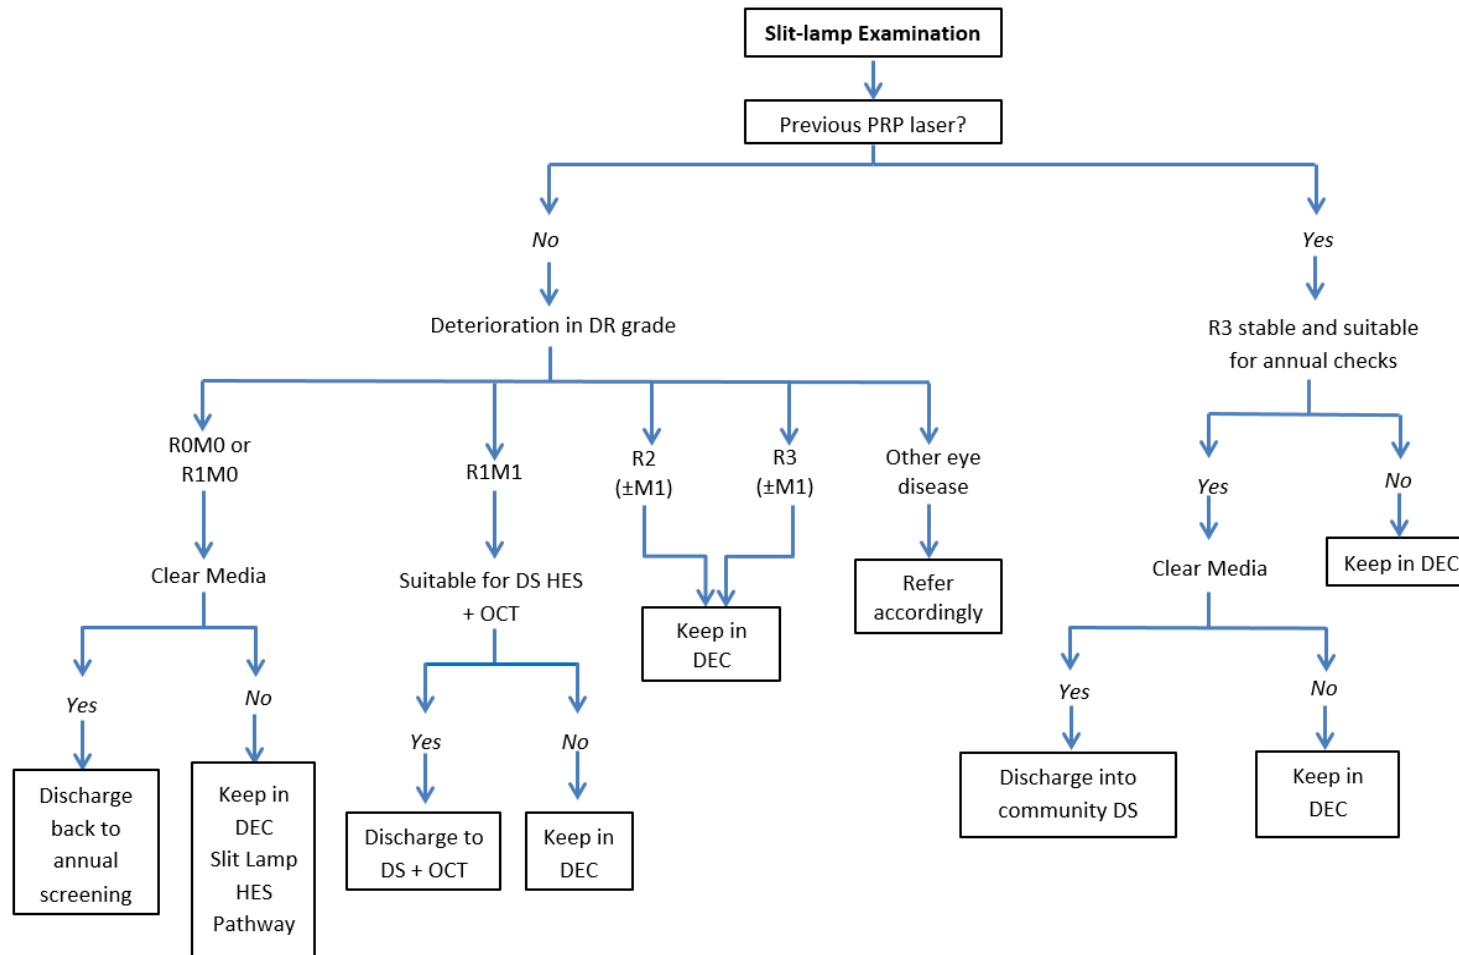 Slit-lamp Examination
Previous PRP laser?
No
Yes
Deterioration in DR grade
R3 stable and suitable
for annual checks
R0M0 or
R1M0
R1M1
R2
(±M1)
R3
(±M1)
Other eye
disease
Yes
No
Clear Media
Suitable for DS HES
+ OCT
Keep in
DEC
Refer
accordingly
Clear Media
Keep in DEC
Yes
No
Yes
No
Yes
No
Discharge
back to
annual
screening
Keep in
DEC
Slit Lamp
HES
Pathway
Discharge to
DS + OCT
Keep in
DEC
Discharge into
community DS
Keep in
DEC